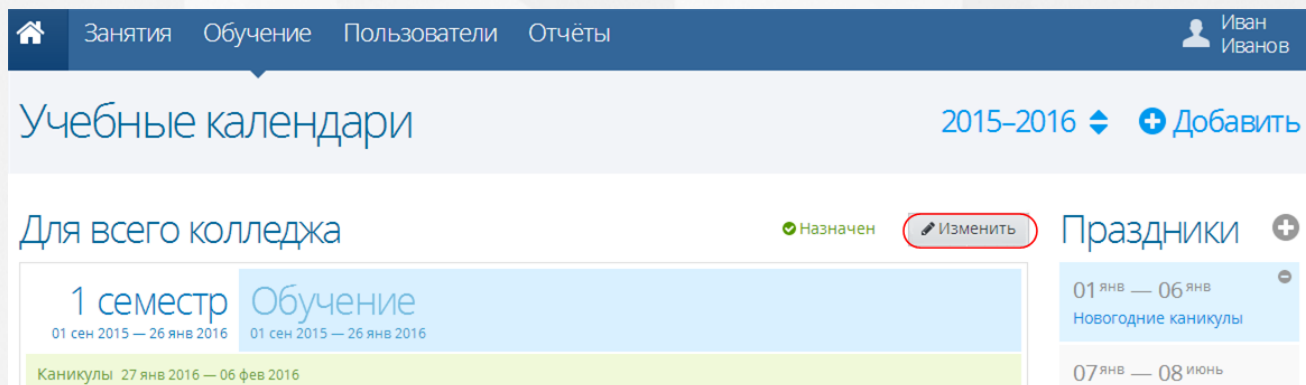 Занятия Обучение Пользователи Отчёты
Иван
Иванов
Учебные календари
2015–2016 Добавить
Для всего колледжа
Назначен Изменить
1 семестр
01 сен 2015 — 26 янв 2016
Обучение
01 сен 2015 — 26 янв 2016
Каникулы 27 янв 2016 — 06 фев 2016
Праздники
01 янв — 06 янв
Новогодние каникулы
07 янв — 08 июнь